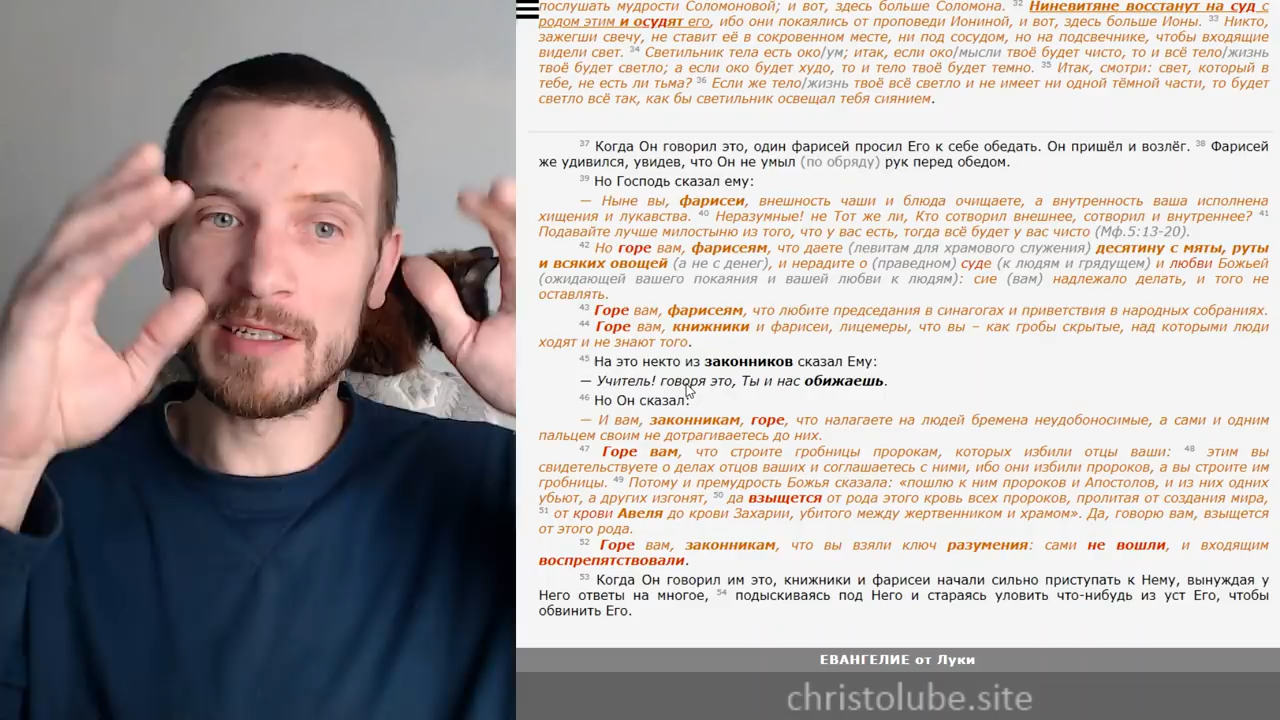 послушать мудрости Соломоновой; и вот, здесь больше Соломона. 32 Ниневитяне восстанут на суд с
родом этим и осудят его, ибо они покаялись от проповеди Иониной, и вот, здесь больше Ионы. 33 Никто,
зажегши свечу, не ставит её в сокровенном месте, ни под сосудом, но на подсвечнике, чтобы входящие
видели свет. 34 Светильник тела есть око/ум; итак, если око/мысли твоё будет чисто, то и всё тело/жизнь
твоё будет светло; а если око будет худо, то и тело твоё будет темно. 35 Итак, смотри: свет, который в
тебе, не есть ли тьма? 36 Если же тело/жизнь твоё всё светло и не имеет ни одной тёмной части, то будет
светло всё так, как бы светильник освещал тебя сиянием.
37 Когда Он говорил это, один фарисей просил Его к себе обедать. Он пришёл и возлёг. 38 Фарисей
же удивился, увидев, что Он не умыл (по обряду) рук перед обедом.
39 Но Господь сказал ему:
— Ныне вы, фарисеи, внешность чаши и блюда очищаете, а внутренность ваша исполнена
хищения и лукавства. 40 Неразумные! не Тот же ли, Кто сотворил внешнее, сотворил и внутреннее? 41
Подавайте лучше милостыню из того, что у вас есть, тогда всё будет у вас чисто (Мф.5:13-20).
42 Но горе вам, фарисеям, что даете (левитам для храмового служения) десятину с мяты, руты
и всяких овощей (а не с денег), и нерадите о (праведном) суде (к людям и грядущем) и любви Божьей
(ожидающей вашего покаяния и вашей любви к людям): сие (вам) надлежало делать, и того не
оставлять.
43 Горе вам, фарисеям, что любите председания в синагогах и приветствия в народных собраниях.
44 Горе вам, книжники и фарисеи, лицемеры, что вы – как гробы скрытые, над которыми люди
ходят и не знают того.
45 На это некто из законников сказал Ему:
— Учитель! говоря это, Ты и нас обижаешь.
46 Но Он сказал:
— И вам, законникам, горе, что налагаете на людей бремена неудобоносимые, а сами и одним
пальцем своим не дотрагиваетесь до них.
47 Горе вам, что строите гробницы пророкам, которых избили отцы ваши: 48 этим вы
свидетельствуете о делах отцов ваших и соглашаетесь с ними, ибо они избили пророков, а вы строите им
гробницы. 49 Потому и премудрость Божья сказала: «пошлю к ним пророков и Апостолов, и из них одних
убьют, а других изгонят, 50 да взыщется от рода этого кровь всех пророков, пролитая от создания мира,
51 от крови Авеля до крови Захарии, убитого между жертвенником и храмом». Да, говорю вам, взыщется
от этого рода.
52 Горе вам, законникам, что вы взяли ключ разумения: сами не вошли, и входящим
воспрепятствовали.
53 Когда Он говорил им это, книжники и фарисеи начали сильно приступать к Нему, вынуждая у
Него ответы на многое, 54 подыскиваясь под Него и стараясь уловить что-нибудь из уст Его, чтобы
обвинить Его.
ЕВАНГЕЛИЕ от Луки
christolube.site